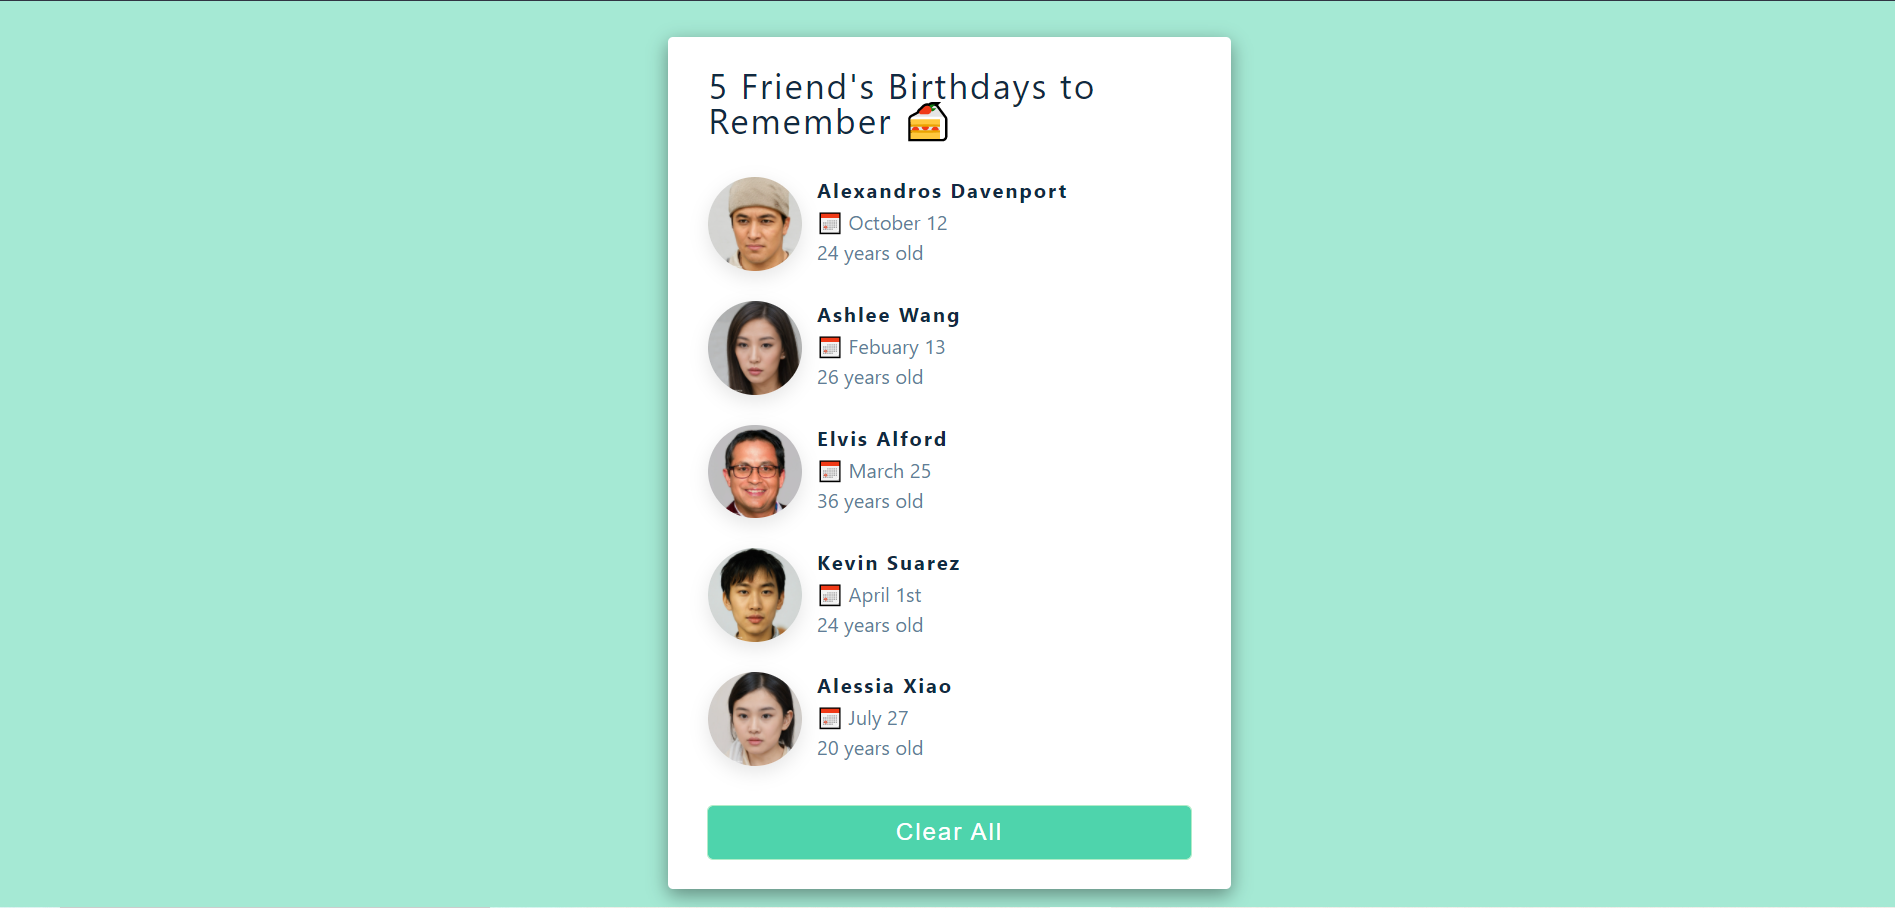 5 Friend's Birthdays to
Remember 🍰
Alexandros Davenport
📅 October 12
24 years old
Ashlee Wang
📅 Febuary 13
26 years old
Elvis Alford
📅 March 25
36 years old
Kevin Suarez
📅 April 1st
24 years old
Alessia Xiao
📅 July 27
20 years old
Clear All